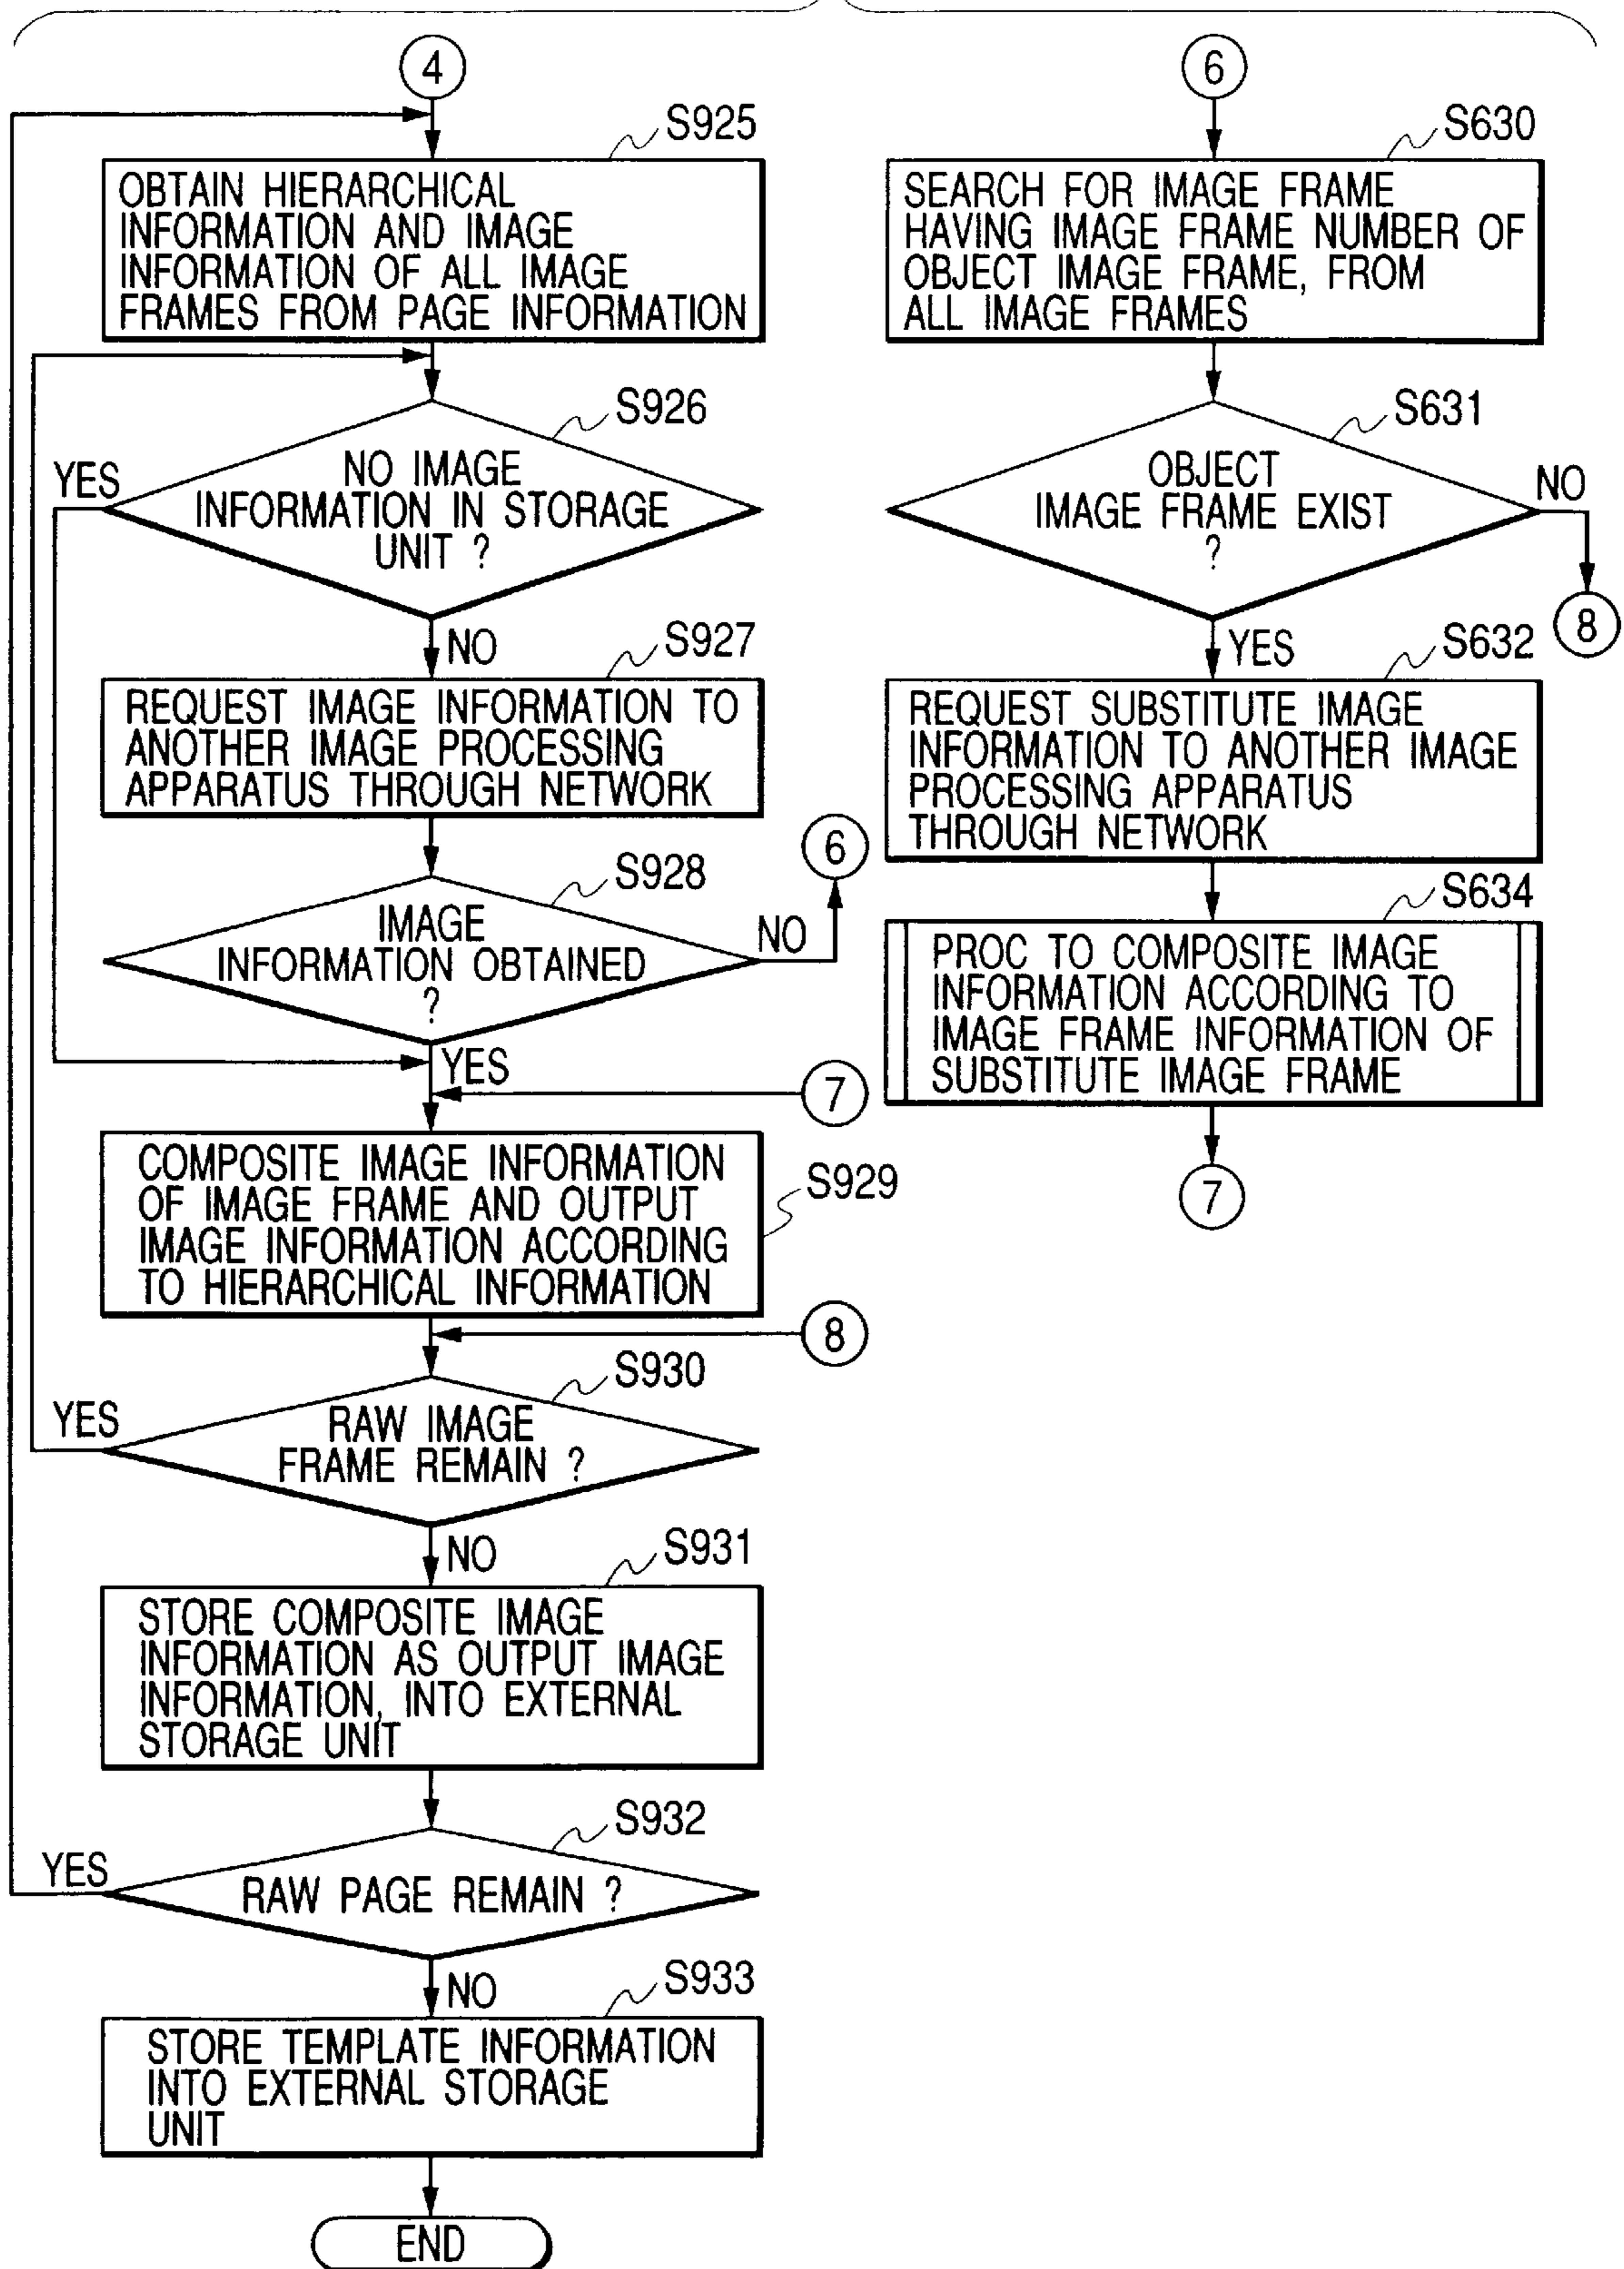 4
S925
OBTAIN HIERARCHICAL
INFORMATION AND IMAGE
INFORMATION OF ALL IMAGE
FRAMES FROM PAGE INFORMATION
S926
YES
NO IMAGE
INFORMATION IN STORAGE
UNIT ?
NO
S927
REQUEST IMAGE INFORMATION TO
ANOTHER IMAGE PROCESSING
APPARATUS THROUGH NETWORK
6
S928
IMAGE
INFORMATION OBTAINED
?
NO
YES
7
COMPOSITE IMAGE INFORMATION
OF IMAGE FRAME AND OUTPUT
IMAGE INFORMATION ACCORDING
TO HIERARCHICAL INFORMATION
S929
8
S930
YES
RAW IMAGE
FRAME REMAIN ?
NO
S931
STORE COMPOSITE IMAGE
INFORMATION AS OUTPUT IMAGE
INFORMATION, INTO EXTERNAL
STORAGE UNIT
S932
YES
RAW PAGE REMAIN ?
NO
S933
STORE TEMPLATE INFORMATION
INTO EXTERNAL STORAGE
UNIT
END
6
S630
SEARCH FOR IMAGE FRAME
HAVING IMAGE FRAME NUMBER OF
OBJECT IMAGE FRAME, FROM
ALL IMAGE FRAMES
S631
OBJECT
IMAGE FRAME EXIST
?
NO
8
YES
S632
REQUEST SUBSTITUTE IMAGE
INFORMATION TO ANOTHER IMAGE
PROCESSING APPARATUS
THROUGH NETWORK
S634
PROC TO COMPOSITE IMAGE
INFORMATION ACCORDING TO
IMAGE FRAME INFORMATION OF
SUBSTITUTE IMAGE FRAME
7